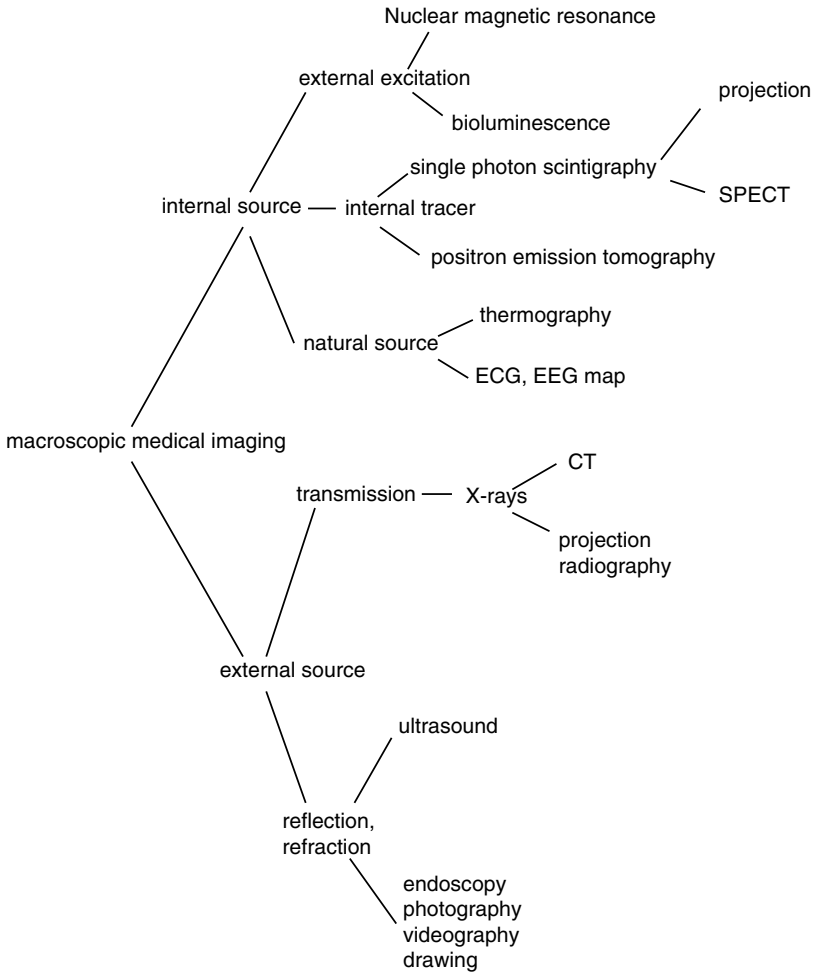 Nuclear magnetic resonance
external excitation
projection
bioluminescence
single photon scintigraphy
SPECT
internal source
internal tracer
positron emission tomography
thermography
natural source
ECG, EEG map
macroscopic medical imaging
CT
transmission
X-rays
projection
radiography
external source
ultrasound
reflection,
refraction
endoscopy
photography
videography
drawing